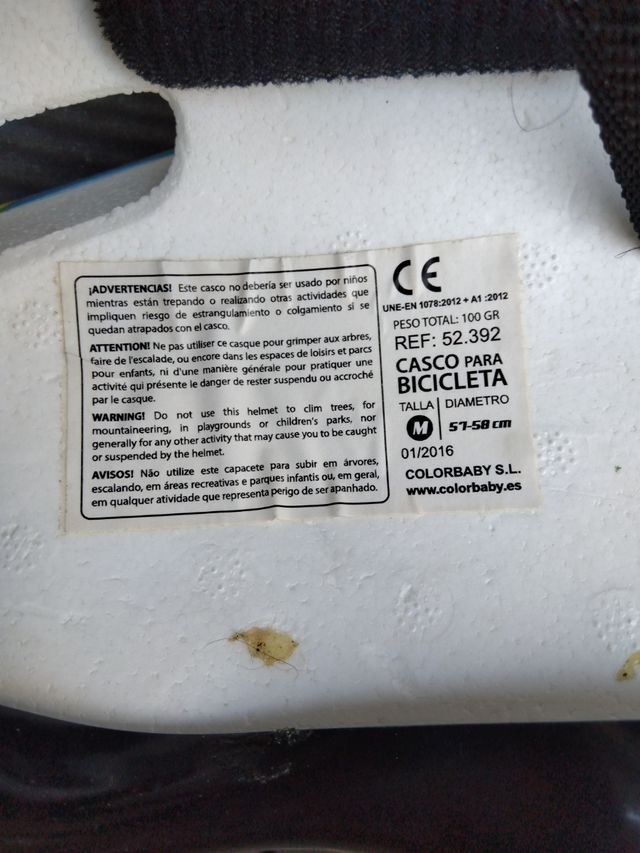 ¡ADVERTENCIAS! Este casco no debería ser usado por niños
mientras están trepando o realizando otras actividades que
impliquen riesgo de estrangulamiento o colgamiento si se
quedan atrapados con el casco.
ATTENTION! Ne pas utiliser ce casque pour grimper aux arbres,
faire de l'escalade, ou encore dans les espaces de loisirs et parcs
pour enfants, ni d'une manière générale pour pratiquer une
activité qui présente le danger de rester suspendu ou accroché
par le casque.
WARNING! Do not use this helmet to clim trees, for
mountaineering, in playgrounds or children's parks, nor
generally for any other activity that may cause you to be caught
or suspended by the helmet.
AVISOS! Não utilize este capacete para subir em árvores,
escalando, em áreas recreativas e parques infantis ou, em geral,
em qualquer atividade que representa perigo de ser apanhado.
CE
UNE-EN 1078:2012 + A1 :2012
PESO TOTAL: 100 GR
REF: 52.392
CASCO PARA
BICICLETA
TALLA DIAMETRO
M 57-58 cm
01/2016
COLORBABY S.L.
www.colorbaby.es